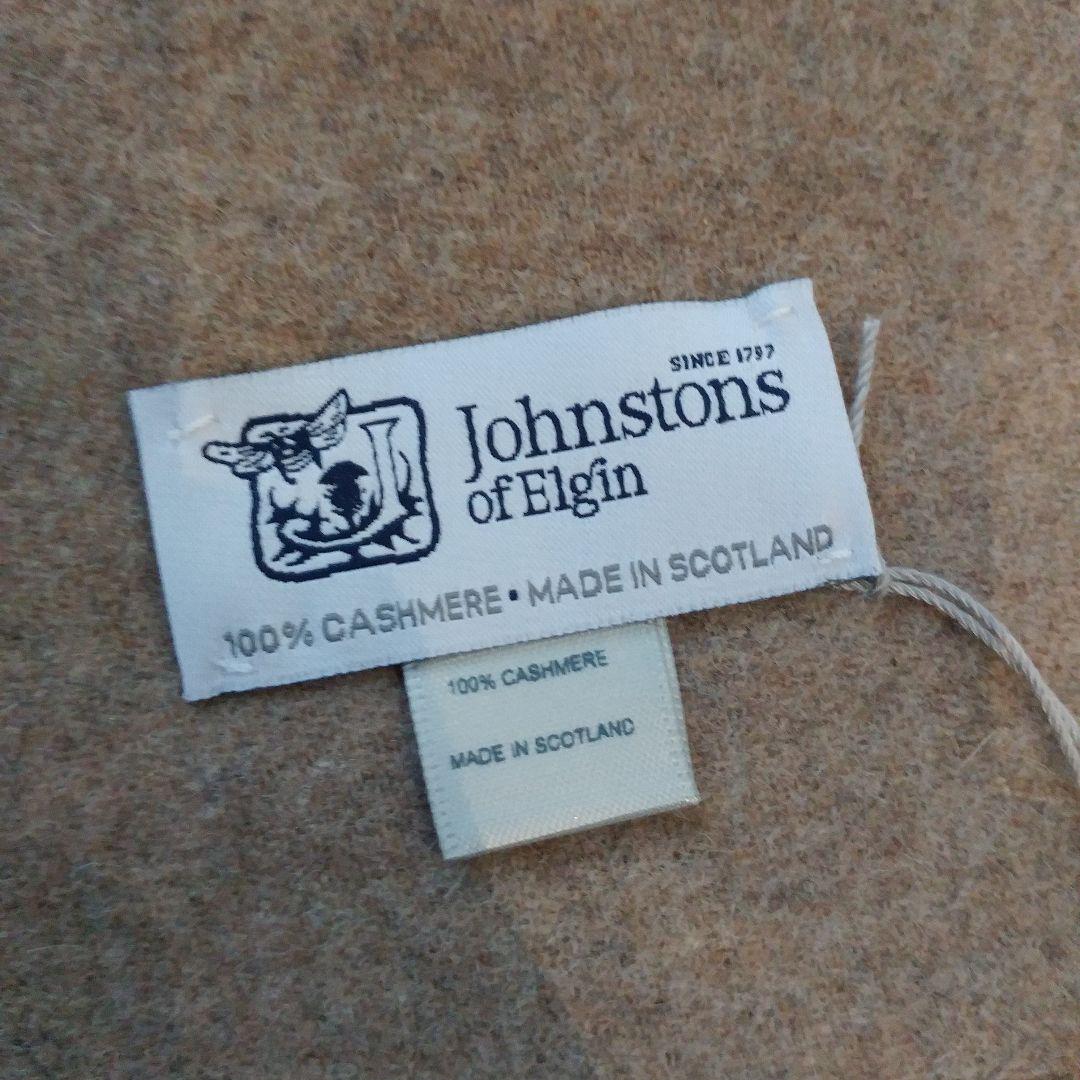 SINCE 1797
Johnstons
of Elgin
100% CASHMERE • MADE IN SCOTLAND
100% CASHMERE
MADE IN SCOTLAND